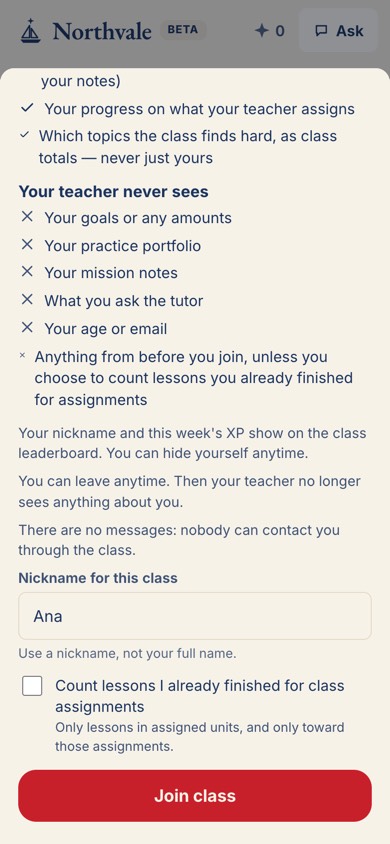 Northvale BETA 0 Ask
your notes)
Your progress on what your teacher assigns
Which topics the class finds hard, as class
totals — never just yours
Your teacher never sees
Your goals or any amounts
Your practice portfolio
Your mission notes
What you ask the tutor
Your age or email
Anything from before you join, unless you
choose to count lessons you already finished
for assignments
Your nickname and this week's XP show on the class
leaderboard. You can hide yourself anytime.
You can leave anytime. Then your teacher no longer
sees anything about you.
There are no messages: nobody can contact you
through the class.
Nickname for this class
Ana
Use a nickname, not your full name.
Count lessons I already finished for class
assignments
Only lessons in assigned units, and only toward
those assignments.
Join class